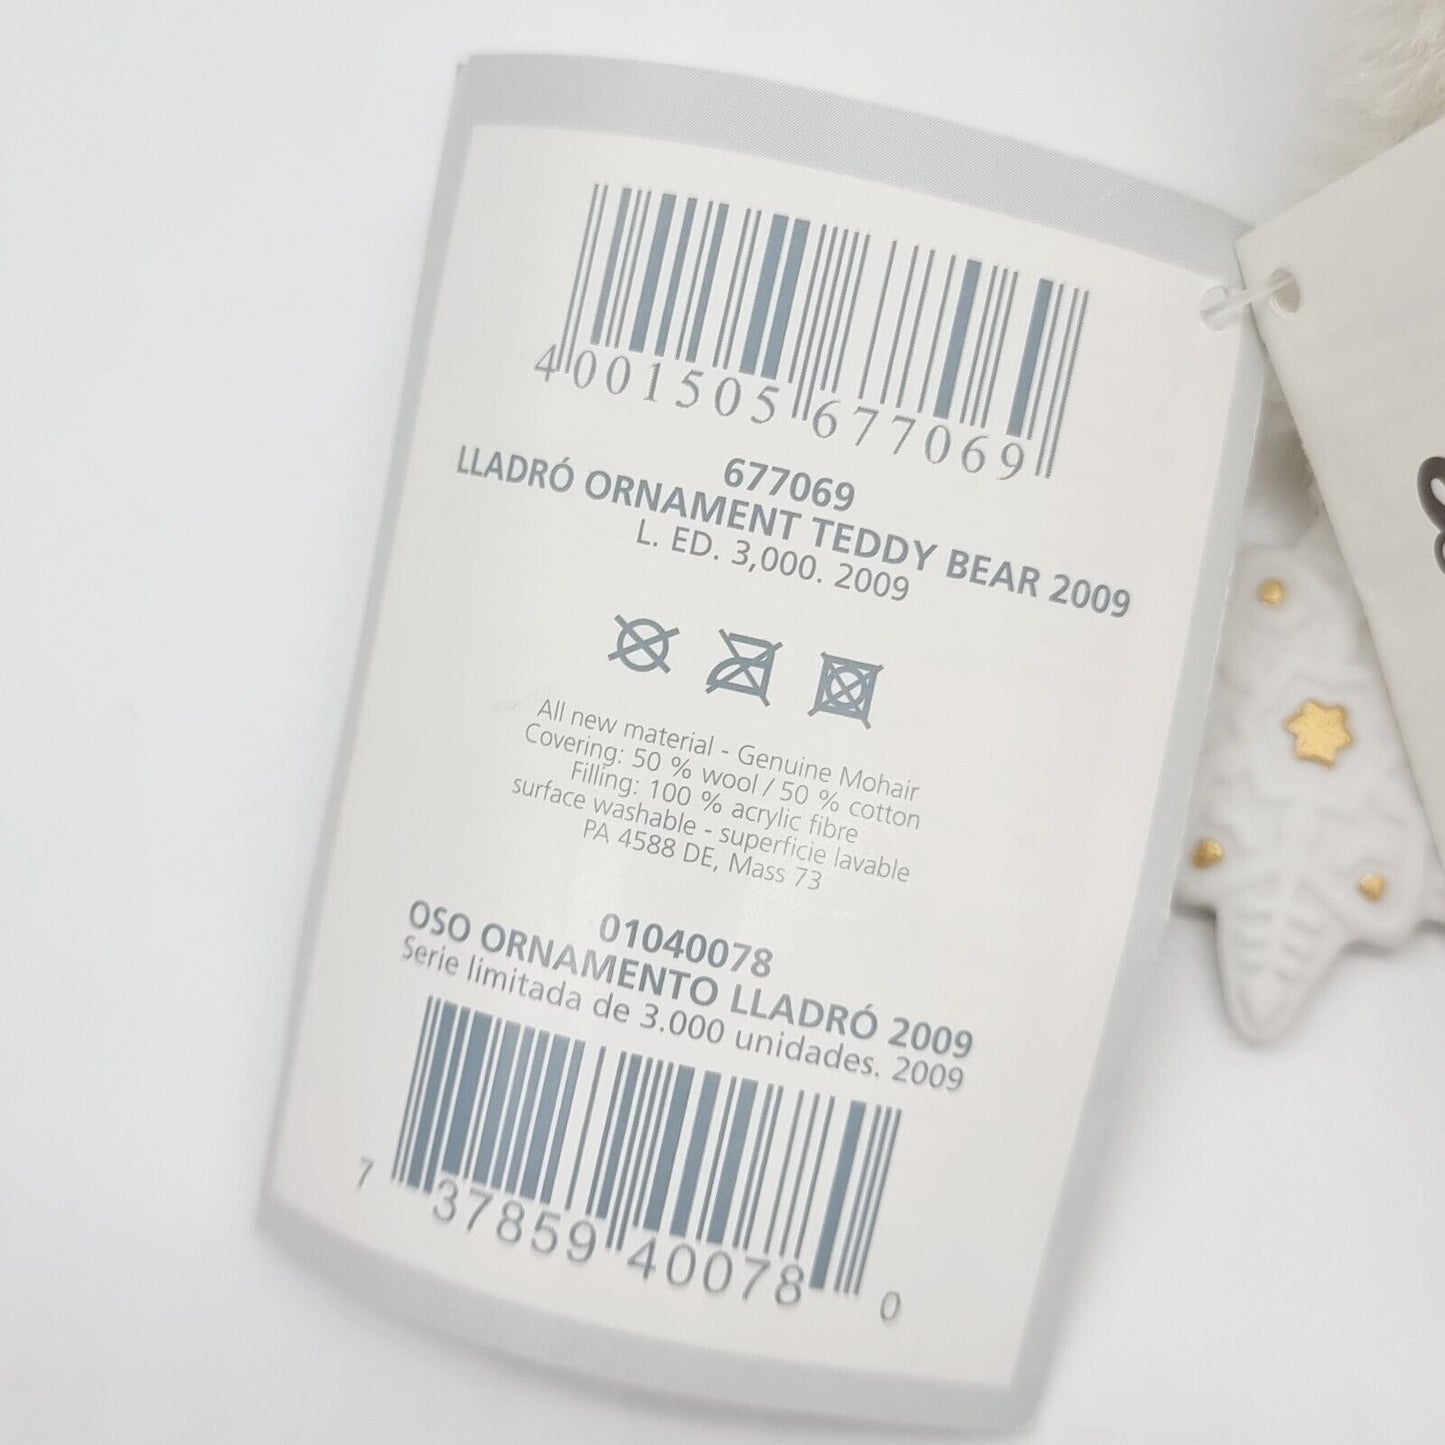 4 001505 677069
677069
LLADRÓ ORNAMENT TEDDY BEAR 2009
L. ED. 3,000. 2009
All new material - Genuine Mohair
Covering: 50 % wool / 50 % cotton
Filling: 100 % acrylic fibre
surface washable - superficie lavable
PA 4588 DE, Mass 73
01040078
OSO ORNAMENTO LLADRÓ 2009
Serie limitada de 3.000 unidades. 2009
7 37859 40078 0